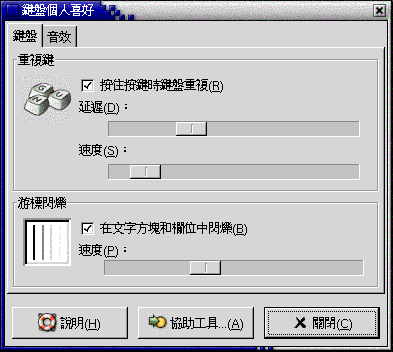 鍵盤個人喜好
鍵盤 音效
重複鍵
按住按鍵時鍵盤重複(R)
延遲(D)：
速度(S)：
游標閃爍
在文字方塊和欄位中閃爍(B)
速度(P)：
說明(H) 協助工具...(A) 關閉(C)